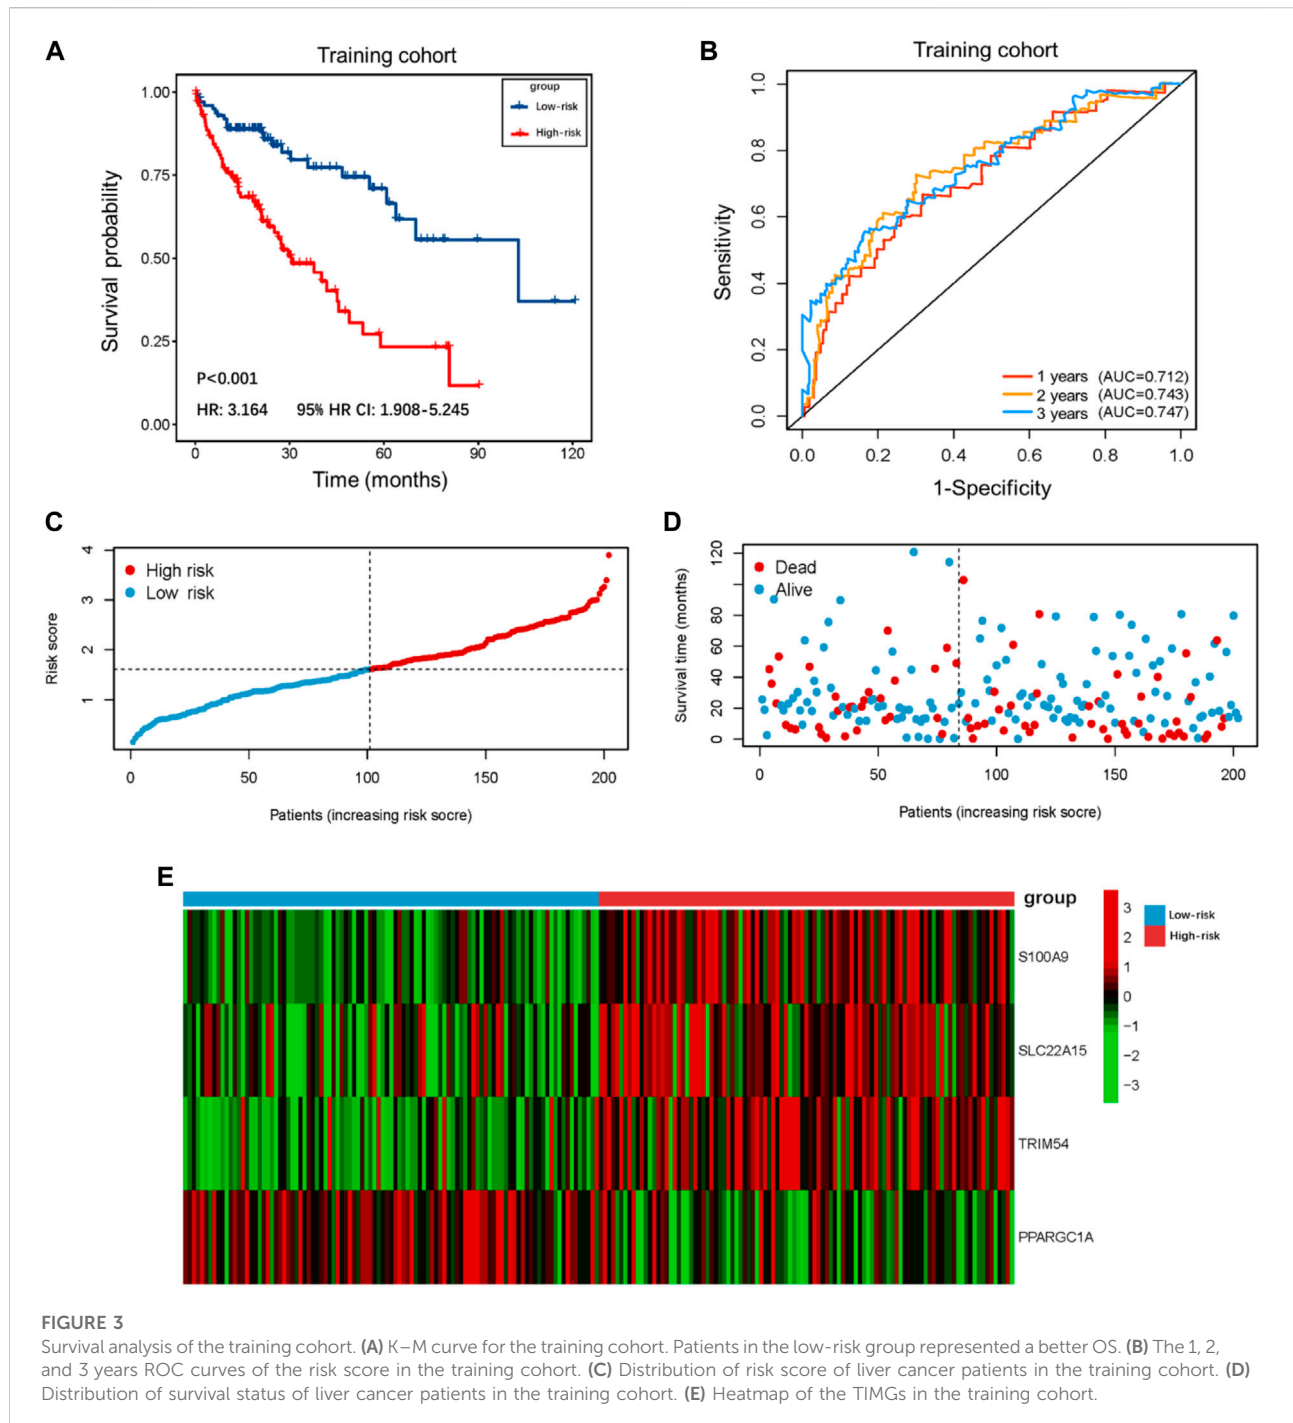 A
Training cohort
Survival probability
1.00
0.75
0.50
0.25
0.00
group
Low-risk
High-risk
P<0.001
HR: 3.164 95% HR CI: 1.908-5.245
0 30 60 90 120
Time (months)
B
Training cohort
Sensitivity
1.0
0.8
0.6
0.4
0.2
0.0
1 years (AUC=0.712)
2 years (AUC=0.743)
3 years (AUC=0.747)
0.0 0.2 0.4 0.6 0.8 1.0
1-Specificity
C
Risk score
4
3
2
1
High risk
Low risk
0 50 100 150 200
Patients (increasing risk socre)
D
Survival time (months)
120
80
60
40
20
0
Dead
Alive
0 50 100 150 200
Patients (increasing risk socre)
E
group
S100A9
SLC22A15
TRIM54
PPARGC1A
3
2
1
0
−1
−2
−3
Low-risk
High-risk
FIGURE 3
Survival analysis of the training cohort. (A) K–M curve for the training cohort. Patients in the low-risk group represented a better OS. (B) The 1, 2,
and 3 years ROC curves of the risk score in the training cohort. (C) Distribution of risk score of liver cancer patients in the training cohort. (D)
Distribution of survival status of liver cancer patients in the training cohort. (E) Heatmap of the TIMGs in the training cohort.